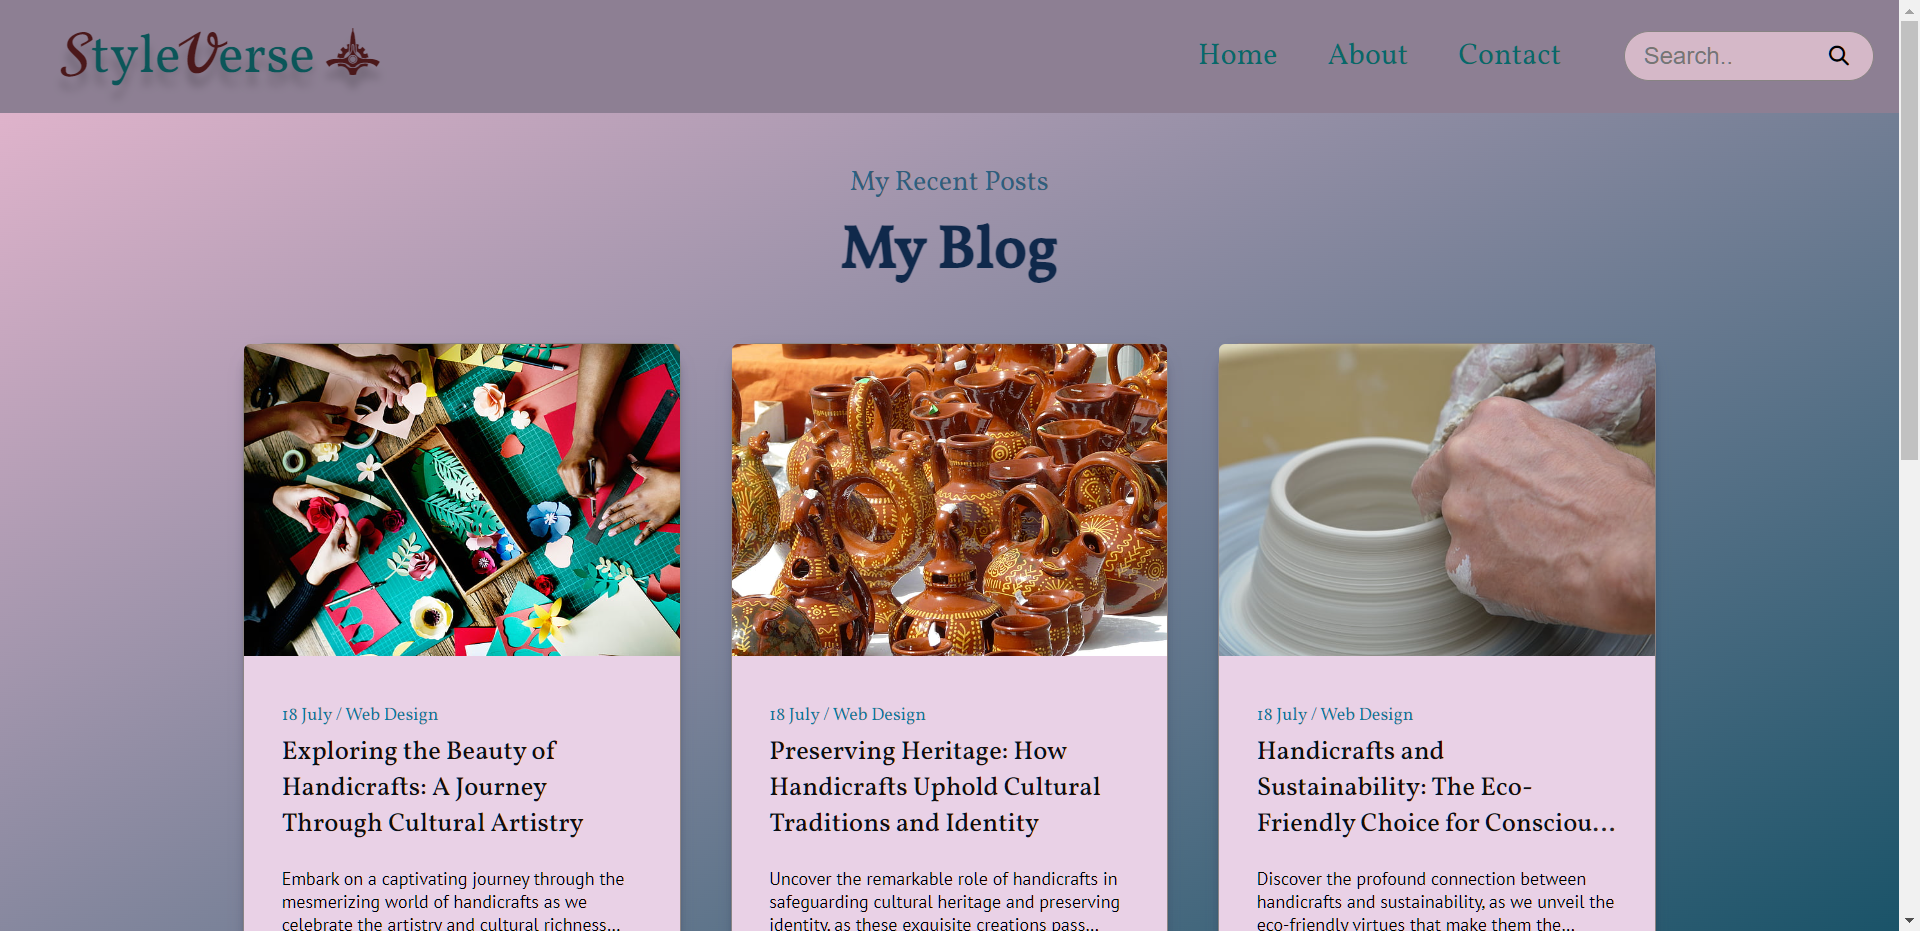 StyleVerse
Home About Contact Search..
My Recent Posts
My Blog
18 July / Web Design
Exploring the Beauty of
Handicrafts: A Journey
Through Cultural Artistry
Embark on a captivating journey through the
mesmerizing world of handicrafts as we
celebrate the artistry and cultural richness...
18 July / Web Design
Preserving Heritage: How
Handicrafts Uphold Cultural
Traditions and Identity
Uncover the remarkable role of handicrafts in
safeguarding cultural heritage and preserving
identity, as these exquisite creations pass...
18 July / Web Design
Handicrafts and
Sustainability: The Eco-
Friendly Choice for Consciou...
Discover the profound connection between
handicrafts and sustainability, as we unveil the
eco-friendly virtues that make them the...